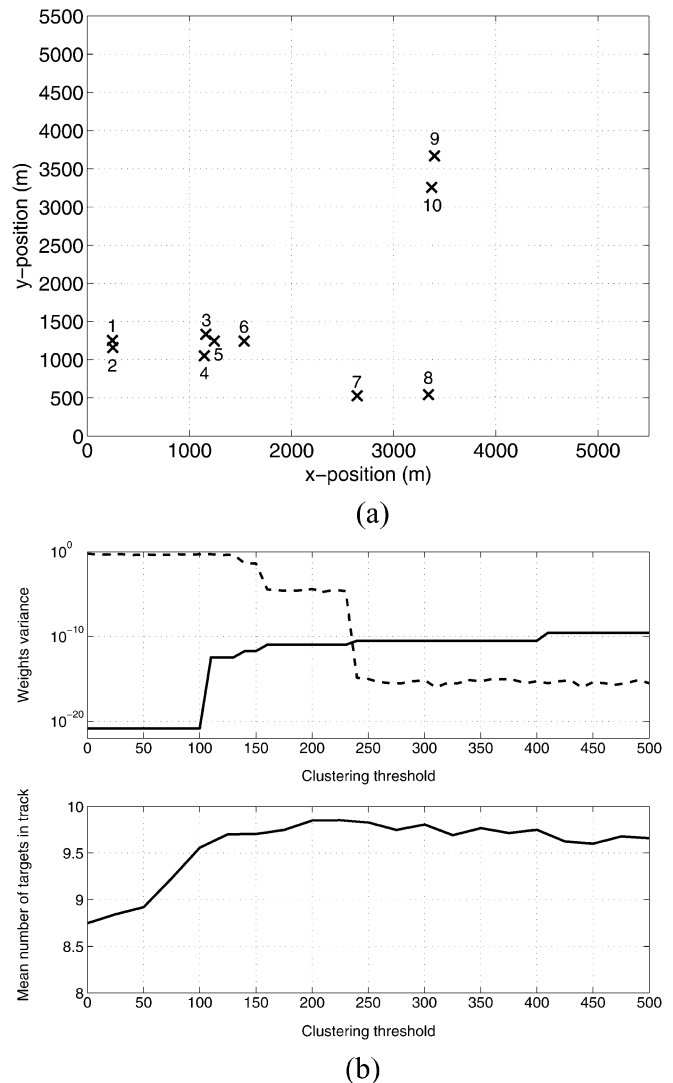 5500
5000
4500
4000
3500
3000
2500
2000
1500
1000
500
0
y−position (m)
9
10
1
2
3
4
5
6
7
8
0 1000 2000 3000 4000 5000
x−position (m)
(a)
10^0
10^−10
10^−20
Weights variance
0 50 100 150 200 250 300 350 400 450 500
Clustering threshold
10
9.5
9
8.5
8
Mean number of targets in track
0 50 100 150 200 250 300 350 400 450 500
Clustering threshold
(b)